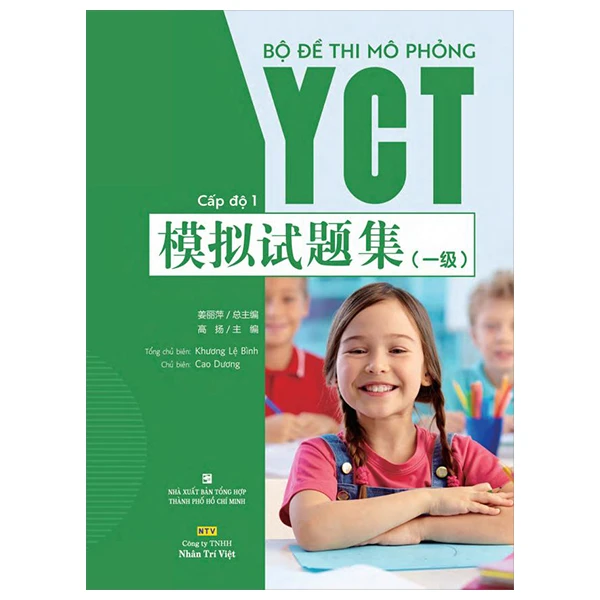 BỘ ĐỀ THI MÔ PHỎNG
YCT
Cấp độ 1
模拟试题集（一级）
姜丽萍／总主编
高 扬／主 编
Tổng chủ biên: Khương Lệ Bình
Chủ biên: Cao Dương
NHÀ XUẤT BẢN TỔNG HỢP
THÀNH PHỐ HỒ CHÍ MINH
NTV
Công ty TNHH
Nhân Trí Việt